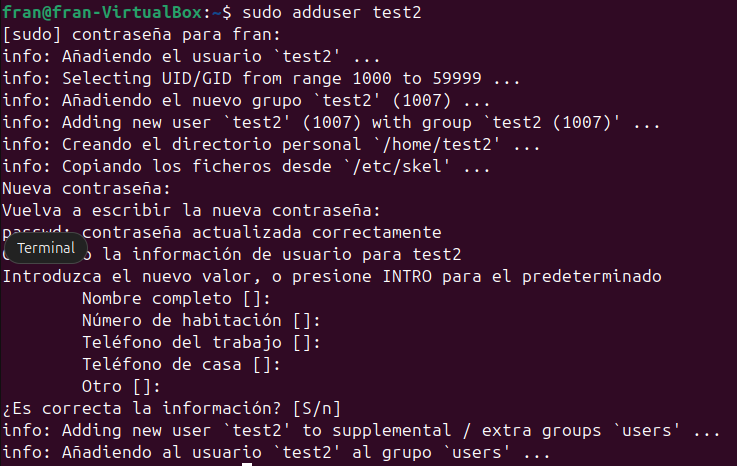 fran@fran-VirtualBox:~$ sudo adduser test2
[sudo] contraseña para fran:
info: Añadiendo el usuario `test2' ...
info: Selecting UID/GID from range 1000 to 59999 ...
info: Añadiendo el nuevo grupo `test2' (1007) ...
info: Adding new user `test2' (1007) with group `test2 (1007)' ...
info: Creando el directorio personal `/home/test2' ...
info: Copiando los ficheros desde `/etc/skel' ...
Nueva contraseña:
Vuelva a escribir la nueva contraseña:
passwd: contraseña actualizada correctamente
Terminal
la información de usuario para test2
Introduzca el nuevo valor, o presione INTRO para el predeterminado
Nombre completo []:
Número de habitación []:
Teléfono del trabajo []:
Teléfono de casa []:
Otro []:
¿Es correcta la información? [S/n]
info: Adding new user `test2' to supplemental / extra groups `users' ...
info: Añadiendo al usuario `test2' al grupo `users' ...